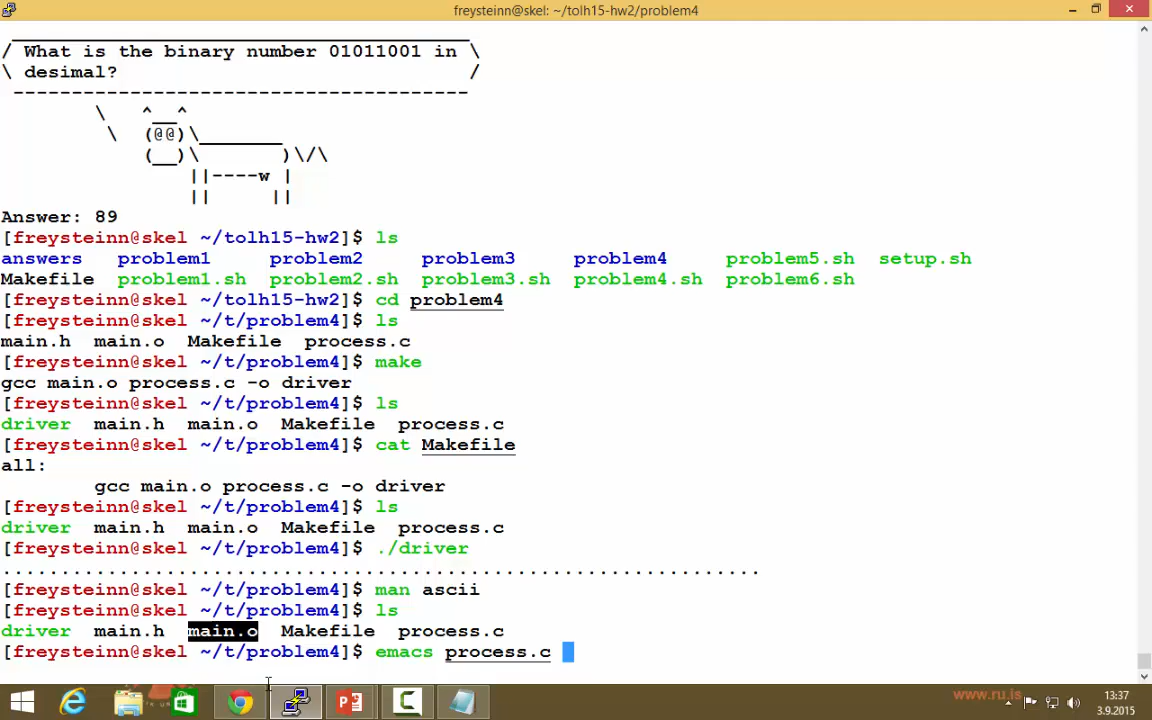 freysteinn@skel: ~/tolh15-hw2/problem4
________________________________________
/ What is the binary number 01011001 in \
\ desimal?                              /
---------------------------------------
\   ^__^
\  (@@)\_______
(__)\       )\/\
||----w |
||     ||
Answer: 89
[freysteinn@skel ~/tolh15-hw2]$ ls
answers problem1 problem2 problem3 problem4 problem5.sh setup.sh
Makefile problem1.sh problem2.sh problem3.sh problem4.sh problem6.sh
[freysteinn@skel ~/tolh15-hw2]$ cd problem4
[freysteinn@skel ~/t/problem4]$ ls
main.h main.o Makefile process.c
[freysteinn@skel ~/t/problem4]$ make
gcc main.o process.c -o driver
[freysteinn@skel ~/t/problem4]$ ls
driver main.h main.o Makefile process.c
[freysteinn@skel ~/t/problem4]$ cat Makefile
all:
gcc main.o process.c -o driver
[freysteinn@skel ~/t/problem4]$ ls
driver main.h main.o Makefile process.c
[freysteinn@skel ~/t/problem4]$ ./driver
.................................................................
[freysteinn@skel ~/t/problem4]$ man ascii
[freysteinn@skel ~/t/problem4]$ ls
driver main.h main.o Makefile process.c
[freysteinn@skel ~/t/problem4]$ emacs process.c
www.ru.is
13:37
3.9.2015